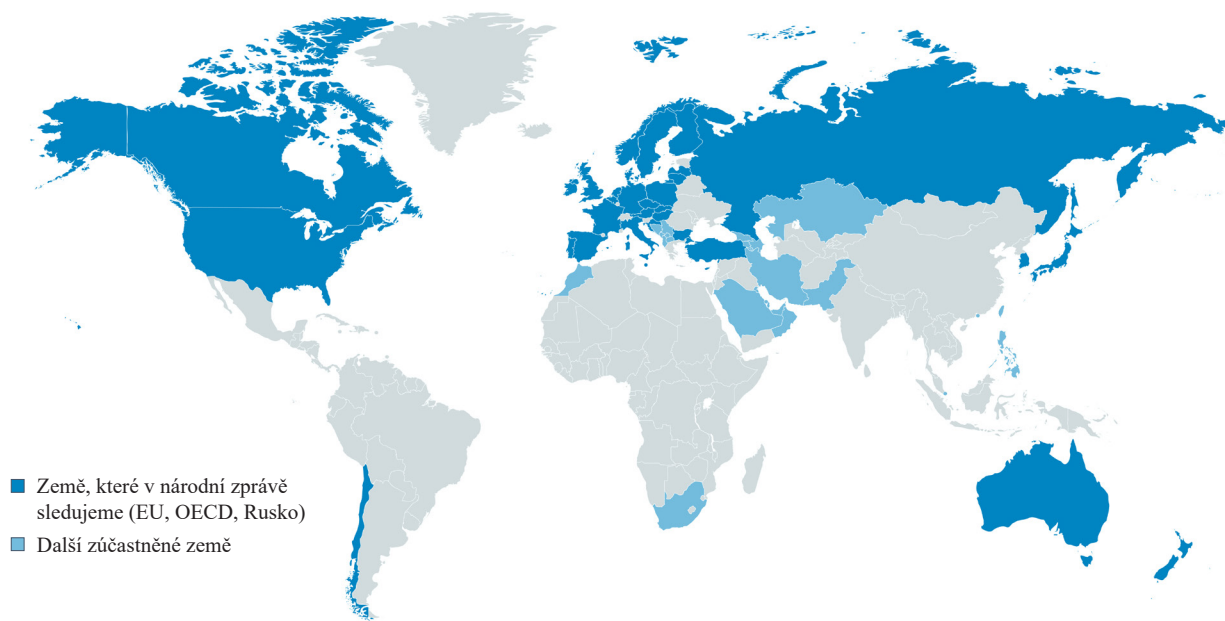 Země, které v národní zprávě
sledujeme (EU, OECD, Rusko)
Další zúčastněné země